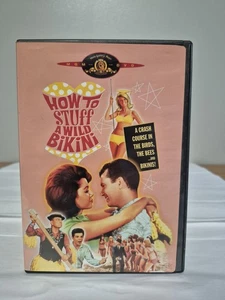 HOW TO
STUFF
A WILD
BIKINI
A CRASH
COURSE IN
THE BIRDS,
THE BEES
...AND
BIKINIS!